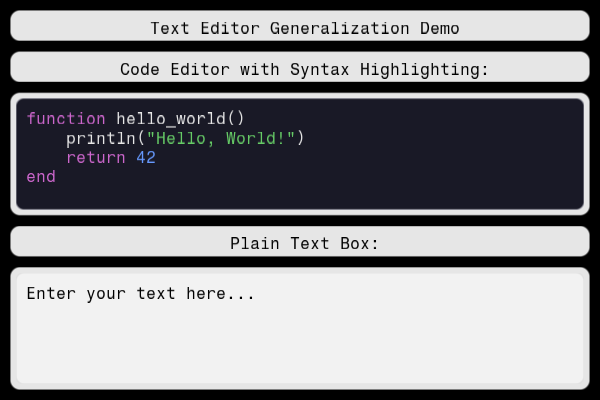 Text Editor Generalization Demo
Code Editor with Syntax Highlighting:
function hello_world()
    println("Hello, World!")
    return 42
end
Plain Text Box:
Enter your text here...